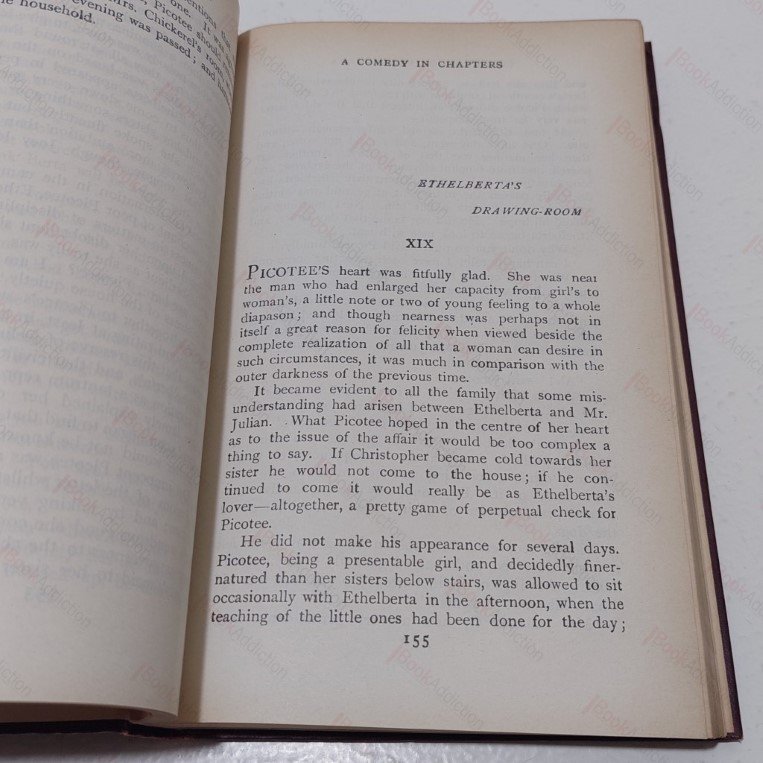 one.
Picotee shook
Mrs. Chickerel's room
evening was passed; and
household.
A COMEDY IN CHAPTERS
ETHELBERTA'S
DRAWING-ROOM
XIX
PICOTEE'S heart was fitfully glad. She was near
the man who had enlarged her capacity from girl's to
woman's, a little note or two of young feeling to a whole
diapason; and though nearness was perhaps not in
itself a great reason for felicity when viewed beside the
complete realization of all that a woman can desire in
such circumstances, it was much in comparison with the
outer darkness of the previous time.
It became evident to all the family that some mis-
understanding had arisen between Ethelberta and Mr.
Julian. What Picotee hoped in the centre of her heart
as to the issue of the affair it would be too complex a
thing to say. If Christopher became cold towards her
sister he would not come to the house; if he con-
tinued to come it would really be as Ethelberta's
lover—altogether, a pretty game of perpetual check for
Picotee.
He did not make his appearance for several days.
Picotee, being a presentable girl, and decidedly finer-
natured than her sisters below stairs, was allowed to sit
occasionally with Ethelberta in the afternoon, when the
teaching of the little ones had been done for the day;
155
BookAddiction